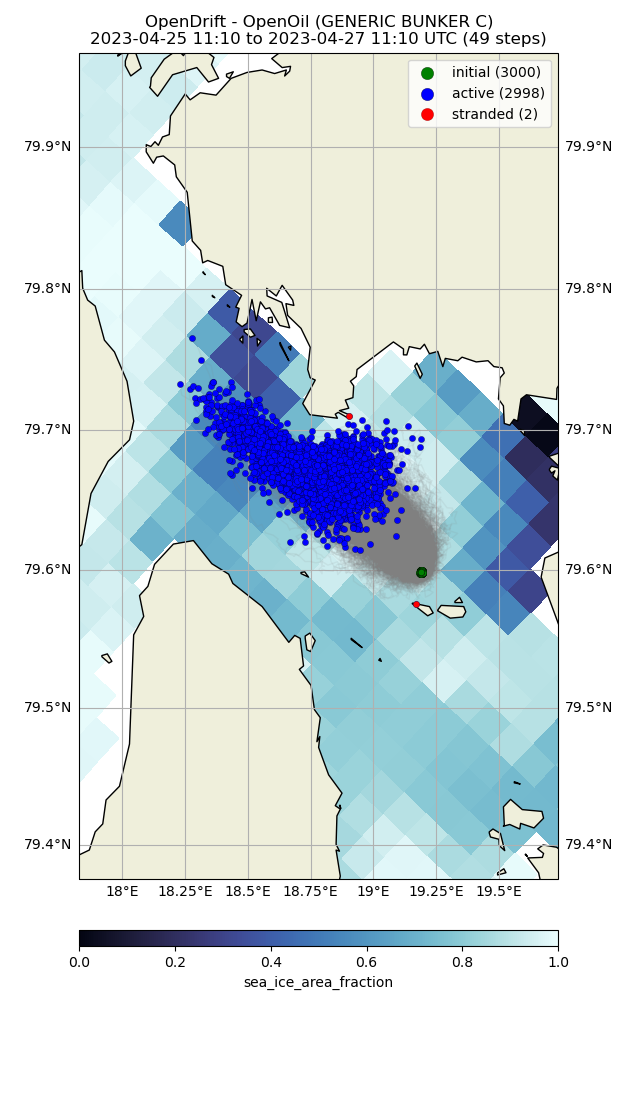 OpenDrift - OpenOil (GENERIC BUNKER C)
2023-04-25 11:10 to 2023-04-27 11:10 UTC (49 steps)
initial (3000)
active (2998)
stranded (2)
79.9°N 79.9°N
79.8°N 79.8°N
79.7°N 79.7°N
79.6°N 79.6°N
79.5°N 79.5°N
79.4°N 79.4°N
18°E 18.25°E 18.5°E 18.75°E 19°E 19.25°E 19.5°E
0.0 0.2 0.4 0.6 0.8 1.0
sea_ice_area_fraction